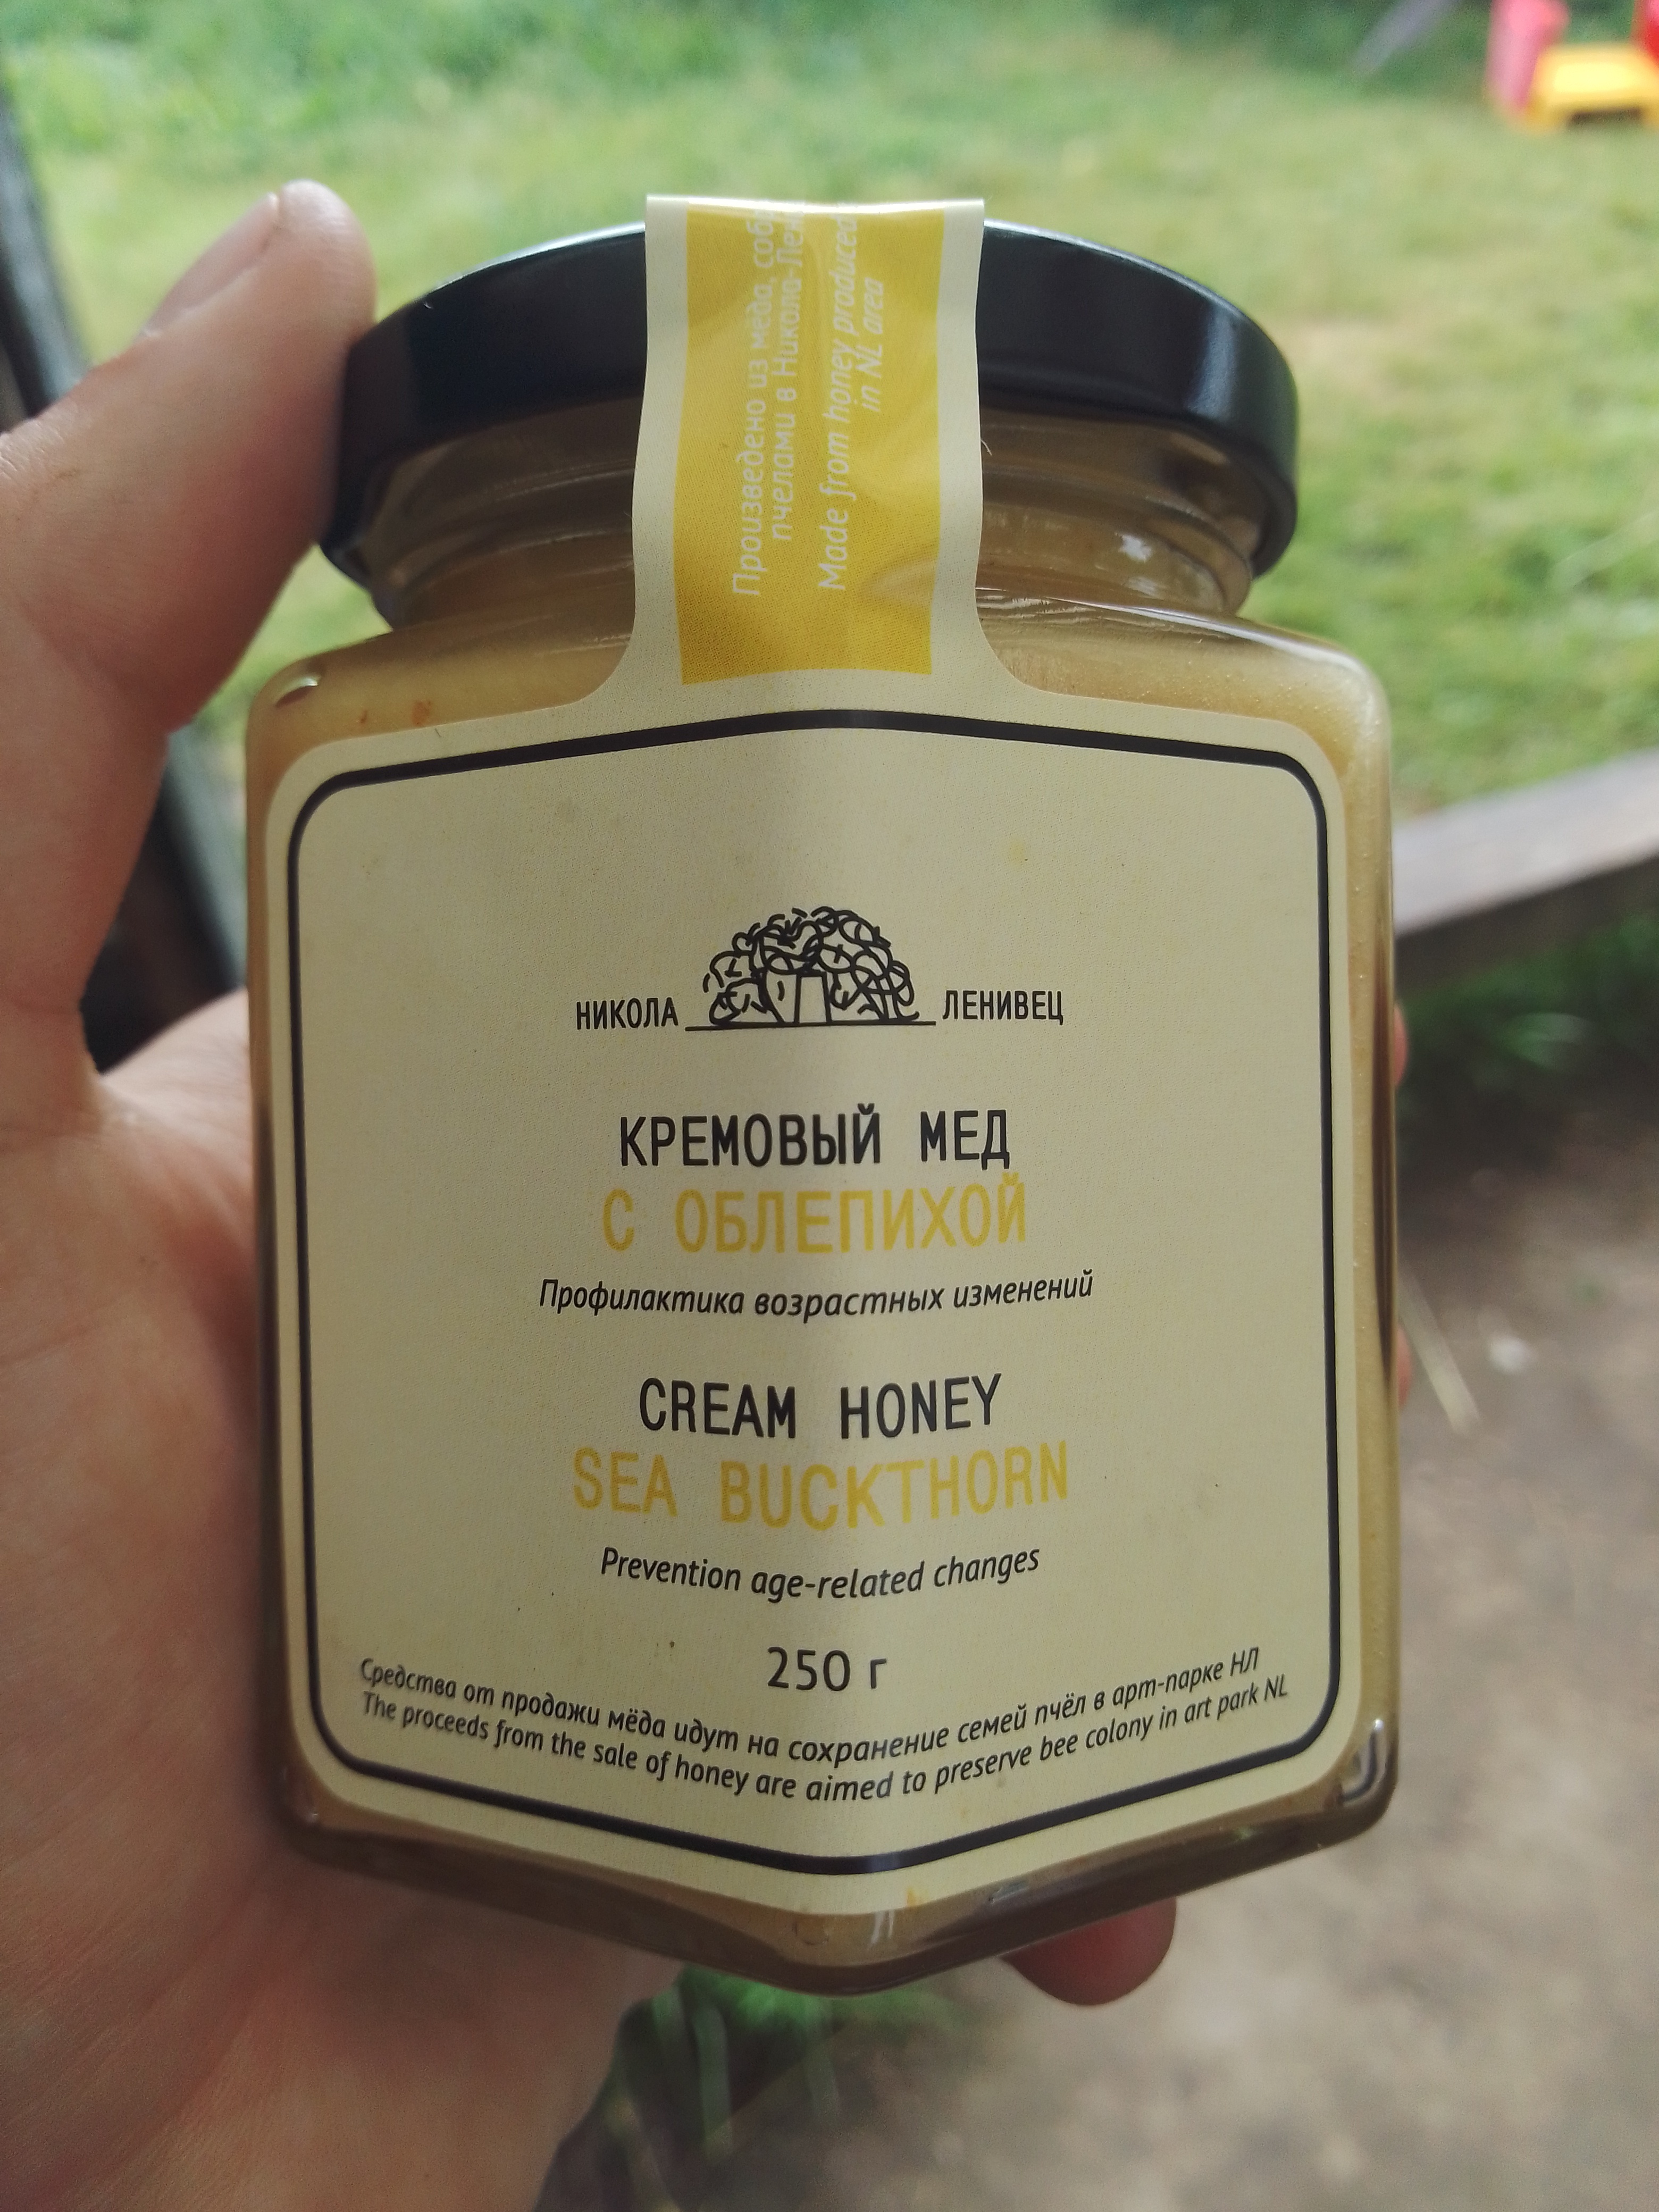 Произведено из мёда,
пчелами в Никола-
Made from honey produced
in NL area
НИКОЛА ЛЕНИВЕЦ
КРЕМОВЫЙ МЕД
С ОБЛЕПИХОЙ
Профилактика возрастных изменений
CREAM HONEY
SEA BUCKTHORN
Prevention age-related changes
250 г
Средства от продажи мёда идут на сохранение семей пчёл в арт-парке НЛ
The proceeds from the sale of honey are aimed to preserve bee colony in art park NL